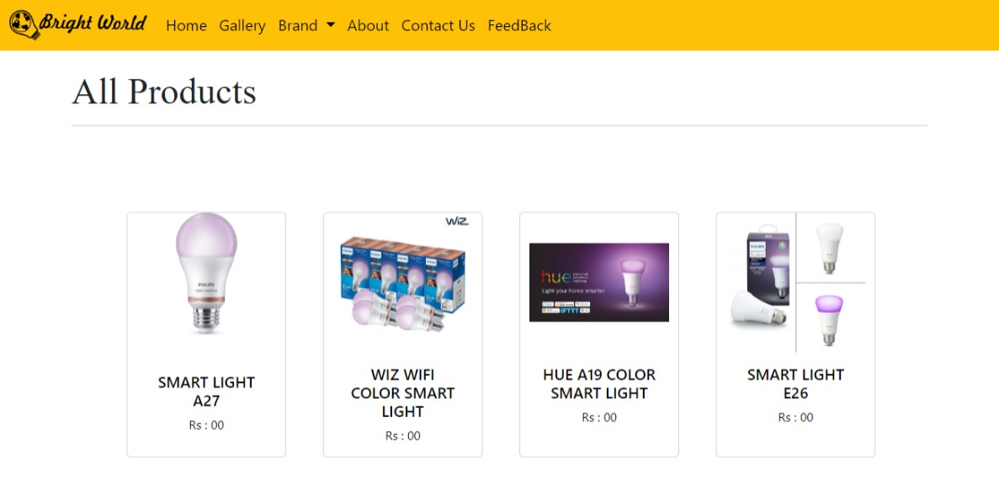 Bright World
Home Gallery Brand About Contact Us FeedBack
All Products
PHILIPS
WiZ
hue
Light your home smarter
IFTTT
SMART LIGHT
A27
Rs : 00
WIZ WIFI
COLOR SMART
LIGHT
Rs : 00
HUE A19 COLOR
SMART LIGHT
Rs : 00
SMART LIGHT
E26
Rs : 00